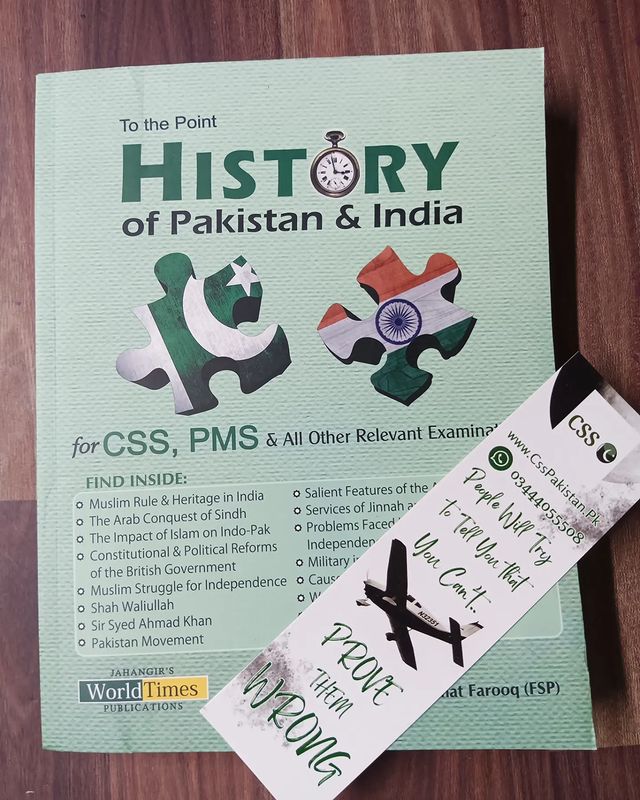 To the Point
HISTORY
of Pakistan & India
for CSS, PMS & All Other Relevant
FIND INSIDE:
Muslim Rule & Heritage in India
The Arab Conquest of Sindh
The Impact of Islam on Indo-Pak
Constitutional & Political Reforms
of the British Government
Muslim Struggle for Independence
Shah Waliullah
Sir Syed Ahmad Khan
Pakistan Movement
Salient Features of the
Services of Jinnah
Problems Faced
Military
JAHANGIR'S
WorldTimes
PUBLICATIONS
Farooq (FSP)
CSS
www.CssPakistan.Pk
03444055508
People Will Try
to Tell You that
You Can't..
PROVE
THEM
WRONG